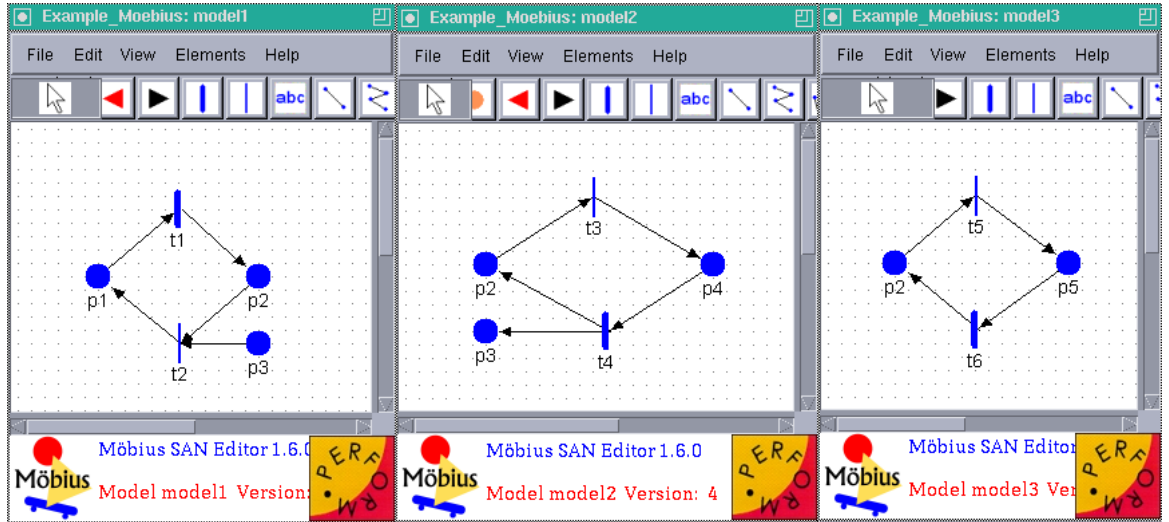 Example_Moebius: model1
File Edit View Elements Help
abc
t1
p1
p2
t2
p3
Möbius
Möbius SAN Editor 1.6.0
Model model1 Version:
PERFORM
Example_Moebius: model2
File Edit View Elements Help
abc
t3
p2
p4
p3
t4
Möbius
Möbius SAN Editor 1.6.0
Model model2 Version: 4
PERFORM
Example_Moebius: model3
File Edit View Elements Help
abc
t5
p2
p5
t6
Möbius
Möbius SAN Editor
Model model3 Ver
PERFORM